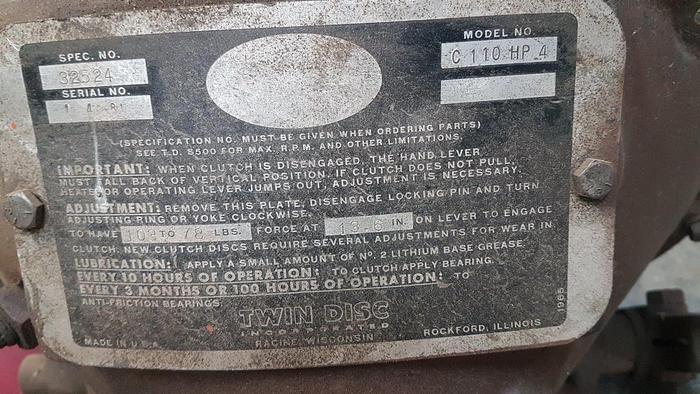 SPEC. NO.
32524
SERIAL NO.
MODEL NO
C 110 HP 4
(SPECIFICATION NO. MUST BE GIVEN WHEN ORDERING PARTS)
SEE T.D. S500 FOR MAX. R.P.M. AND OTHER LIMITATIONS.
IMPORTANT: WHEN CLUTCH IS DISENGAGED, THE HAND LEVER
MUST FALL BACK OF VERTICAL POSITION. IF CLUTCH DOES NOT PULL,
HEATS OR OPERATING LEVER JUMPS OUT, ADJUSTMENT IS NECESSARY.
ADJUSTMENT: REMOVE THIS PLATE, DISENGAGE LOCKING PIN AND TURN
ADJUSTING RING OR YOKE CLOCKWISE.
TO HAVE TO 78 LBS. FORCE AT 13.6 IN. ON LEVER TO ENGAGE
CLUTCH. NEW CLUTCH DISCS REQUIRE SEVERAL ADJUSTMENTS FOR WEAR IN
LUBRICATION: APPLY A SMALL AMOUNT OF Nº. 2 LITHIUM BASE GREASE
EVERY 10 HOURS OF OPERATION: TO CLUTCH APPLY BEARING.
EVERY 3 MONTHS OR 100 HOURS OF OPERATION: TO
ANTI-FRICTION BEARINGS.
TWIN DISC
INCORPORATED
MADE IN U.S.A.
RACINE, WISCONSIN
ROCKFORD, ILLINOIS
1965